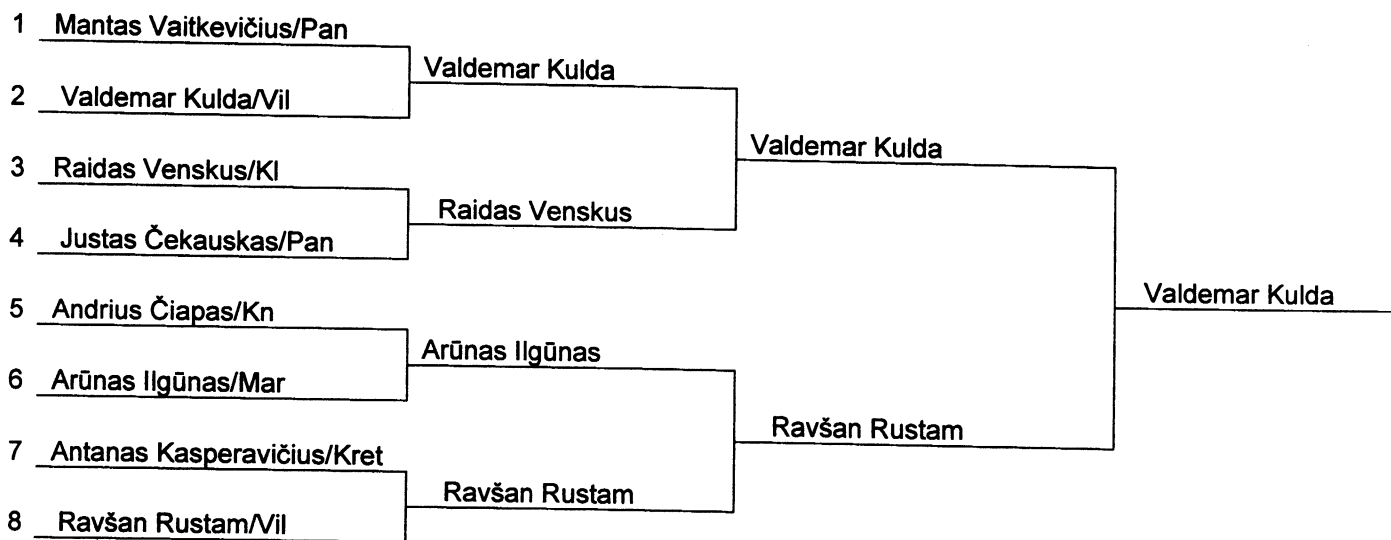 1 Mantas Vaitkevičius/Pan
Valdemar Kulda
2 Valdemar Kulda/Vil
Valdemar Kulda
3 Raidas Venskus/Kl
Raidas Venskus
4 Justas Čekauskas/Pan
Valdemar Kulda
5 Andrius Čiapas/Kn
Arūnas Ilgūnas
6 Arūnas Ilgūnas/Mar
Ravšan Rustam
7 Antanas Kasperavičius/Kret
Ravšan Rustam
8 Ravšan Rustam/Vil